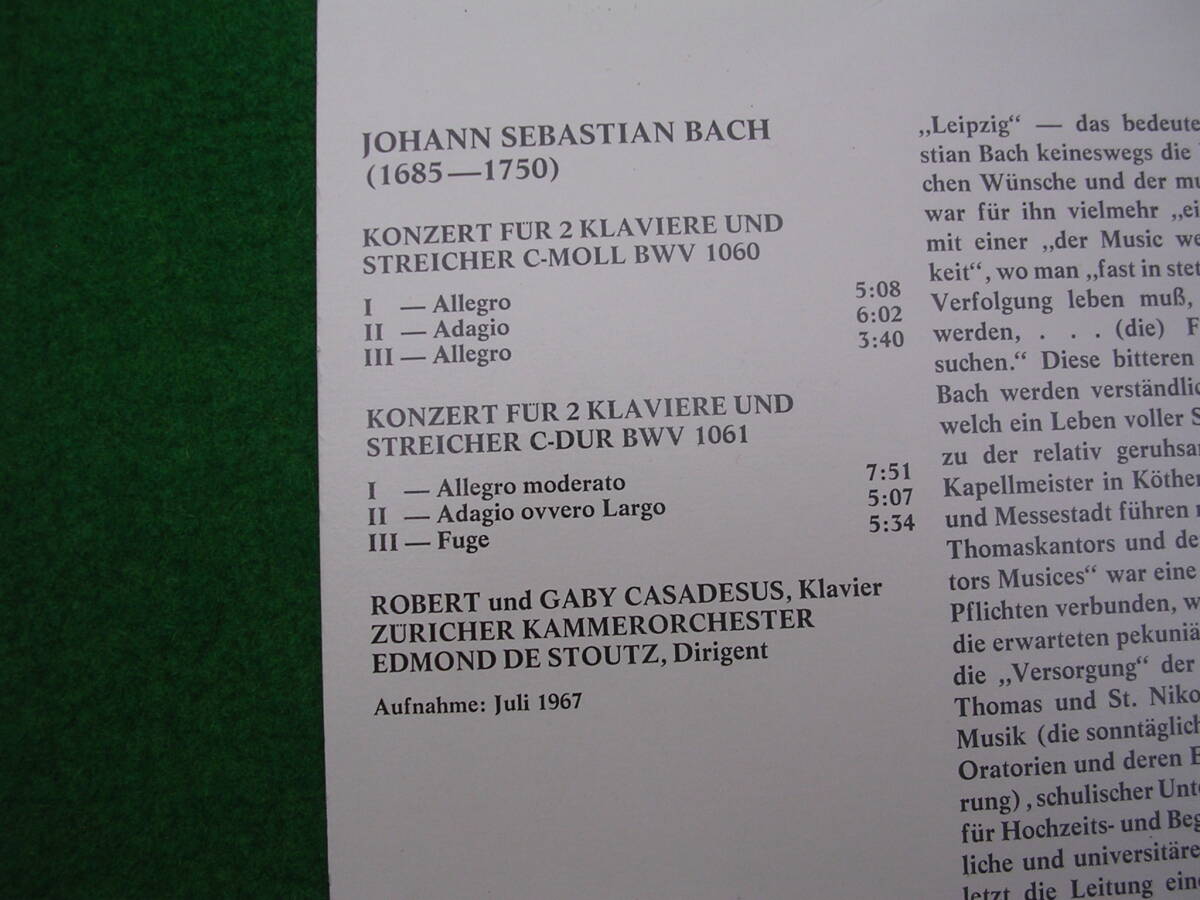 JOHANN SEBASTIAN BACH
(1685—1750)
KONZERT FÜR 2 KLAVIERE UND
STREICHER C-MOLL BWV 1060
I — Allegro 5:08
II — Adagio 6:02
III — Allegro 3:40
KONZERT FÜR 2 KLAVIERE UND
STREICHER C-DUR BWV 1061
I — Allegro moderato 7:51
II — Adagio ovvero Largo 5:07
III — Fuge 5:34
ROBERT und GABY CASADESUS, Klavier
ZÜRICHER KAMMERORCHESTER
EDMOND DE STOUTZ, Dirigent
Aufnahme: Juli 1967
„Leipzig“ — das bedeute
stian Bach keineswegs die
chen Wünsche und der mu
war für ihn vielmehr „ei
mit einer „der Music we
keit“, wo man „fast in stet
Verfolgung leben muß,
werden, . . . (die) F
suchen.“ Diese bitteren
Bach werden verständlic
welch ein Leben voller S
zu der relativ geruhsa
Kapellmeister in Köthe
und Messestadt führen
Thomaskantors und de
tors Musices“ war eine
Pflichten verbunden, w
die erwarteten pekuniä
die „Versorgung“ der
Thomas und St. Niko
Musik (die sonntäglich
Oratorien und deren E
rung), schulischer Unt
für Hochzeits- und Beg
liche und universitäre
letzt die Leitung ein